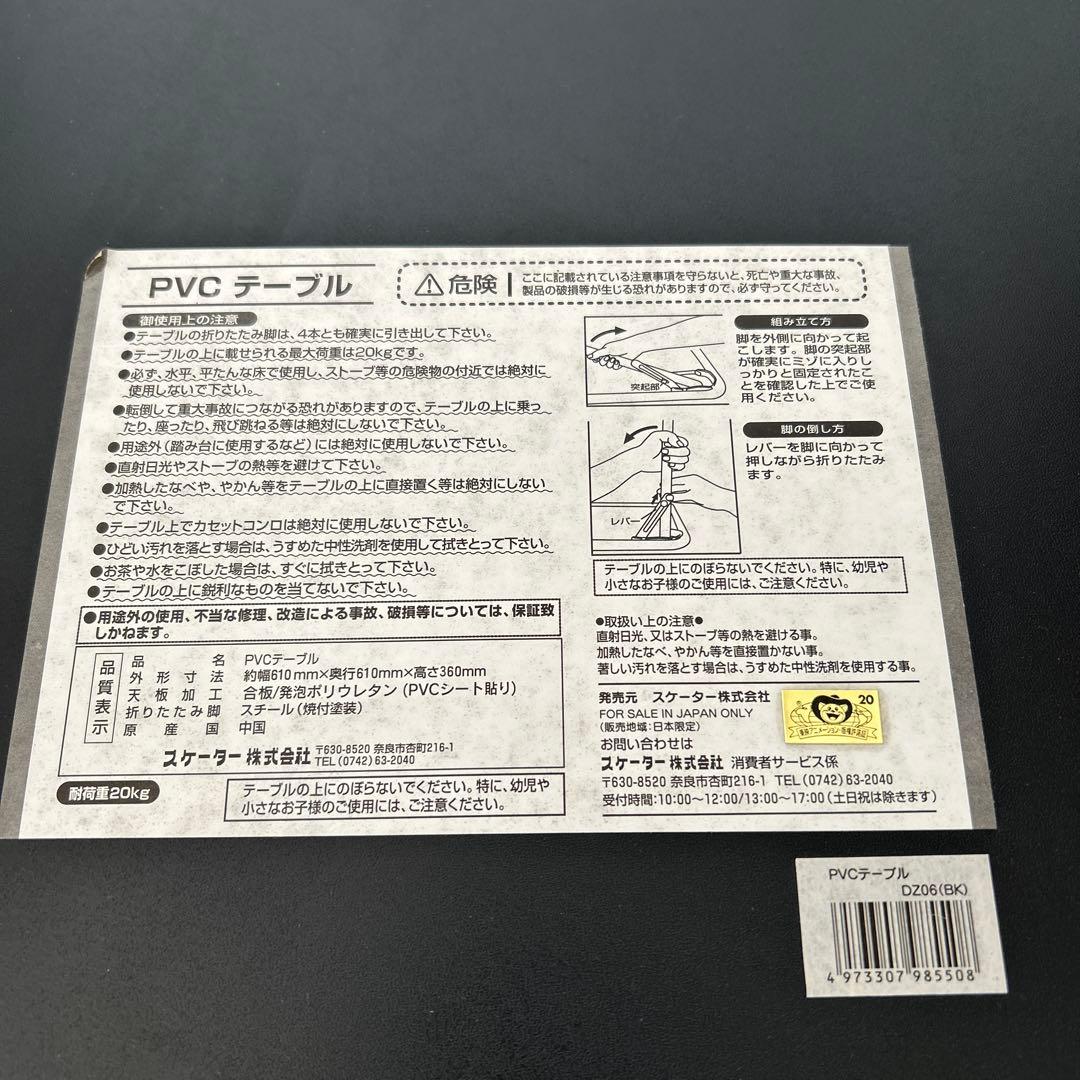 PVC テーブル
危険
ここに記載されている注意事項を守らないと、死亡や重大な事故、
製品の破損等が生じる恐れがありますので、必ず守ってください。
御使用上の注意
●テーブルの折りたたみ脚は、4本とも確実に引き出して下さい。
●テーブルの上に載せられる最大荷重は20kgです。
●必ず、水平、平たんな床で使用し、ストーブ等の危険物の付近では絶対に
使用しないで下さい。
●転倒して重大事故につながる恐れがありますので、テーブルの上に乗っ
たり、座ったり、飛び跳ねる等は絶対にしないで下さい。
●用途外(踏み台に使用するなど)には絶対に使用しないで下さい。
●直射日光やストーブの熱等を避けて下さい。
●加熱したなべや、やかん等をテーブルの上に直接置く等は絶対にしない
で下さい。
●テーブル上でカセットコンロは絶対に使用しないで下さい。
●ひどい汚れを落とす場合は、うすめた中性洗剤を使用して拭きとって下さい。
●お茶や水をこぼした場合は、すぐに拭きとって下さい。
●テーブルの上に鋭利なものを当てないで下さい。
●用途外の使用、不当な修理、改造による事故、破損等については、保証致
しかねます。
品質表示
品名 PVCテーブル
外形寸法 約幅610mm×奥行610mm×高さ360mm
天板加工 合板/発泡ポリウレタン(PVCシート貼り)
折りたたみ脚 スチール(焼付塗装)
原産国 中国
スケーター株式会社 〒630-8520 奈良市杏町216-1
TEL(0742)63-2040
耐荷重20kg
テーブルの上にのぼらないでください。特に、幼児や
小さなお子様のご使用には、ご注意ください。
突起部
組み立て方
脚を外側に向かって起
こします。脚の突起部
が確実にミゾに入りし
っかりと固定されたこ
とを確認した上でご使
用ください。
レバー
脚の倒し方
レバーを脚に向かって
押しながら折りたたみ
ます。
テーブルの上にのぼらないでください。特に、幼児や
小さなお子様のご使用には、ご注意ください。
●取扱い上の注意●
直射日光、又はストーブ等の熱を避ける事。
加熱したなべ、やかん等を直接置かない事。
著しい汚れを落とす場合は、うすめた中性洗剤を使用する事。
発売元 スケーター株式会社
FOR SALE IN JAPAN ONLY
(販売地域:日本限定)
お問い合わせは
スケーター株式会社 消費者サービス係
〒630-8520 奈良市杏町216-1 TEL(0742)63-2040
受付時間:10:00〜12:00/13:00〜17:00(土日祝は除きます)
20
東映アニメーション・版権許諾証
PVCテーブル
DZ06(BK)
4 973307 985508